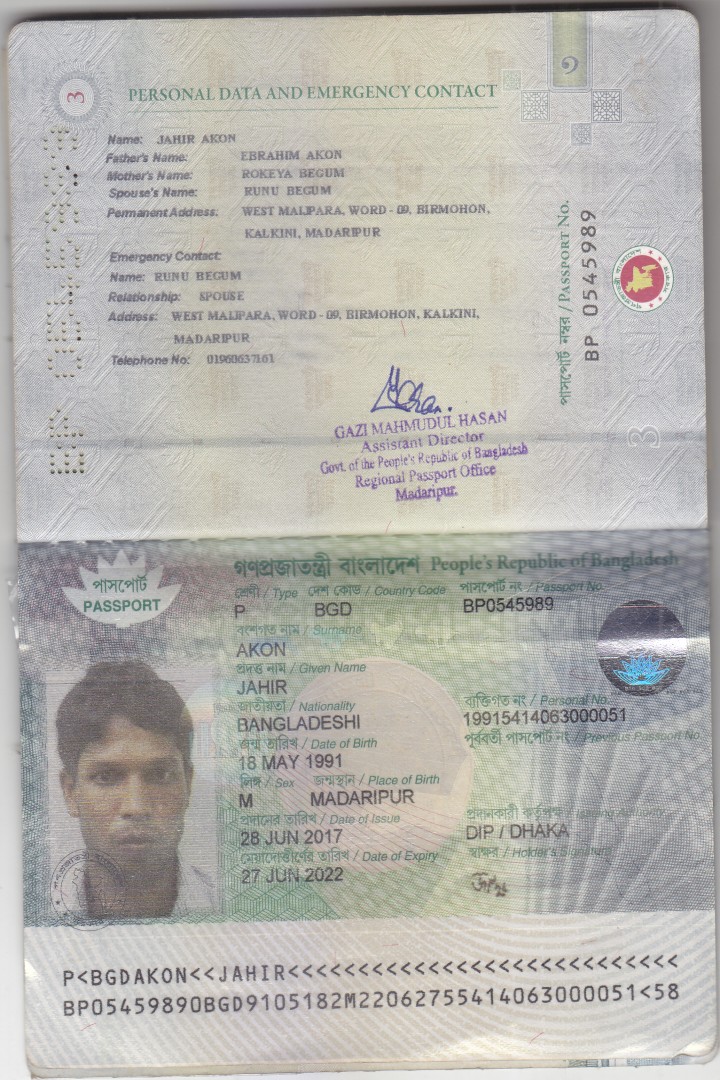 3
PERSONAL DATA AND EMERGENCY CONTACT
Name: JAHIR AKON
Father's Name: EBRAHIM AKON
Mother's Name: ROKEYA BEGUM
Spouse's Name: RUNU BEGUM
Permanent Address: WEST MALIPARA, WORD - 09, BIRMOHON,
KALKINI, MADARIPUR
Emergency Contact:
Name: RUNU BEGUM
Relationship: SPOUSE
Address: WEST MALIPARA, WORD - 09, BIRMOHON, KALKINI,
MADARIPUR
Telephone No: 01960637161
পাসপোর্ট নম্বর / PASSPORT NO.
BP 0545989
GAZI MAHMUDUL HASAN
Assistant Director
Govt. of the People's Republic of Bangladesh
Regional Passport Office
Madaripur.
পাসপোর্ট
PASSPORT
গণপ্রজাতন্ত্রী বাংলাদেশ People's Republic of Bangladesh
শ্রেণী / Type দেশ কোড / Country Code পাসপোর্ট নং / Passport No.
P BGD BP0545989
বংশগত নাম / Surname
AKON
প্রদত্ত নাম / Given Name
JAHIR
জাতীয়তা / Nationality ব্যক্তিগত নং / Personal No.
BANGLADESHI 19915414063000051
জন্ম তারিখ / Date of Birth পূর্ববর্তী পাসপোর্ট নং / Previous Passport No.
18 MAY 1991
লিঙ্গ / Sex জন্মস্থান / Place of Birth
M MADARIPUR
প্রদানের তারিখ / Date of Issue প্রদানকারী কর্তৃপক্ষ / Issuing Authority
28 JUN 2017 DIP / DHAKA
মেয়াদোত্তীর্ণের তারিখ / Date of Expiry স্বাক্ষর / Holder's Signature
27 JUN 2022
P<BGDAKON<<JAHIR<<<<<<<<<<<<<<<<<<<<<<<<<<<<
BP05459890BGD9105182M22062755414063000051<58